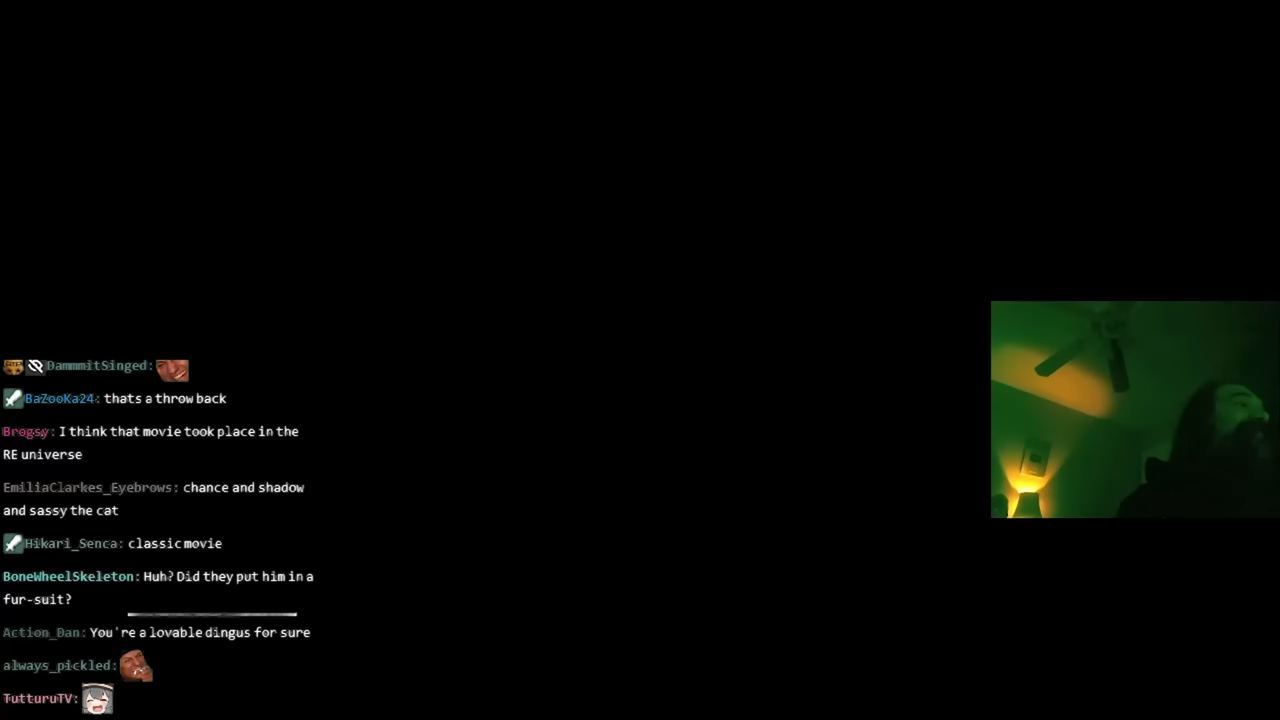 DammmitSinged:
BaZooKa24: thats a throw back
Brogsy: I think that movie took place in the
RE universe
EmiliaClarkes_Eyebrows: chance and shadow
and sassy the cat
Hikari_Senca: classic movie
BoneWheelSkeleton: Huh? Did they put him in a
fur-suit?
Action_Dan: You're a lovable dingus for sure
always_pickled:
TutturuTV: